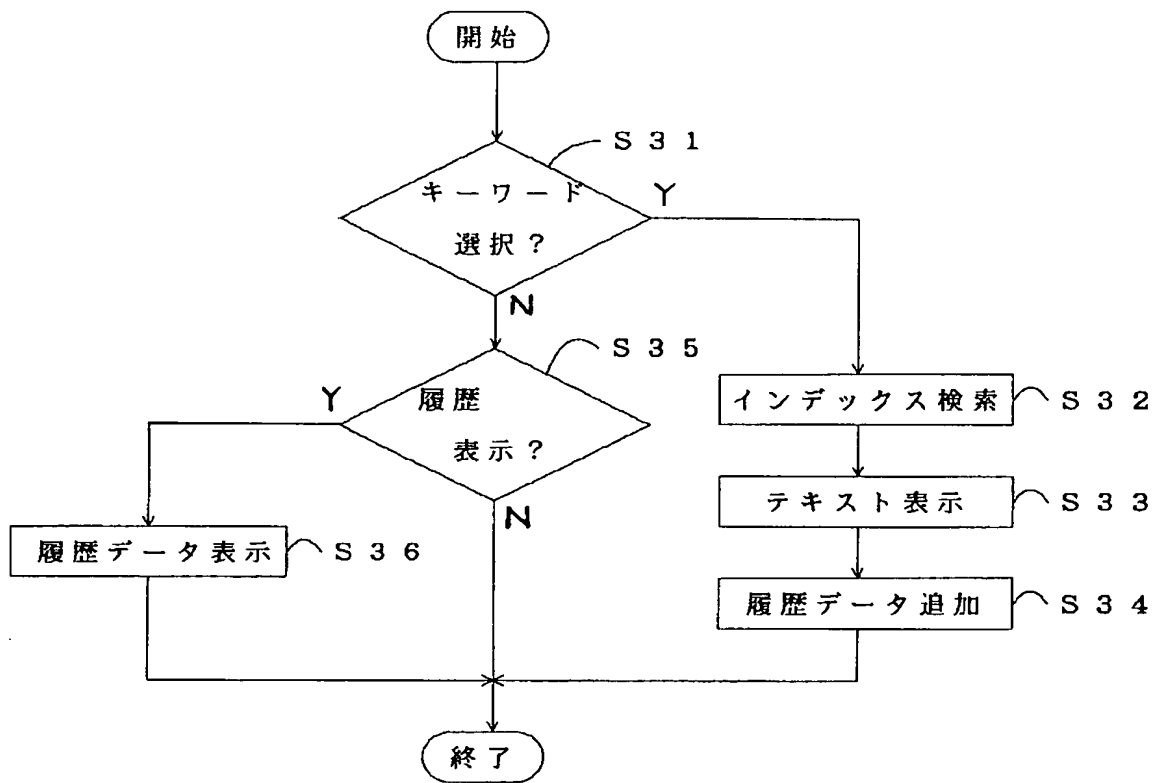 開始
S31
キーワード
選択?
Y
N
S35
履歴
表示?
Y
N
インデックス検索
S32
テキスト表示
S33
履歴データ追加
S34
履歴データ表示
S36
終了